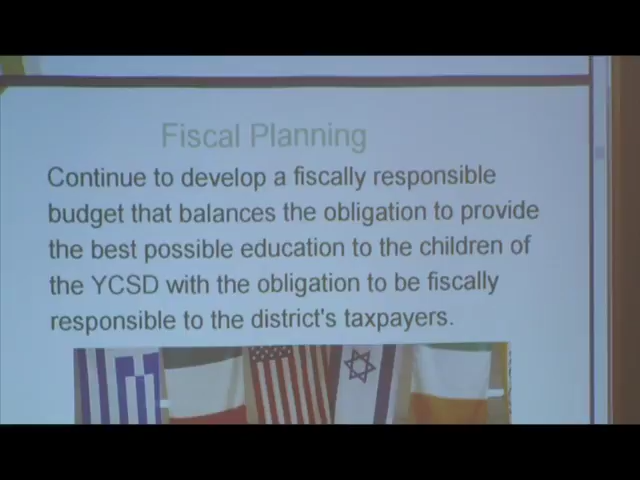 Fiscal Planning
Continue to develop a fiscally responsible
budget that balances the obligation to provide
the best possible education to the children of
the YCSD with the obligation to be fiscally
responsible to the district's taxpayers.